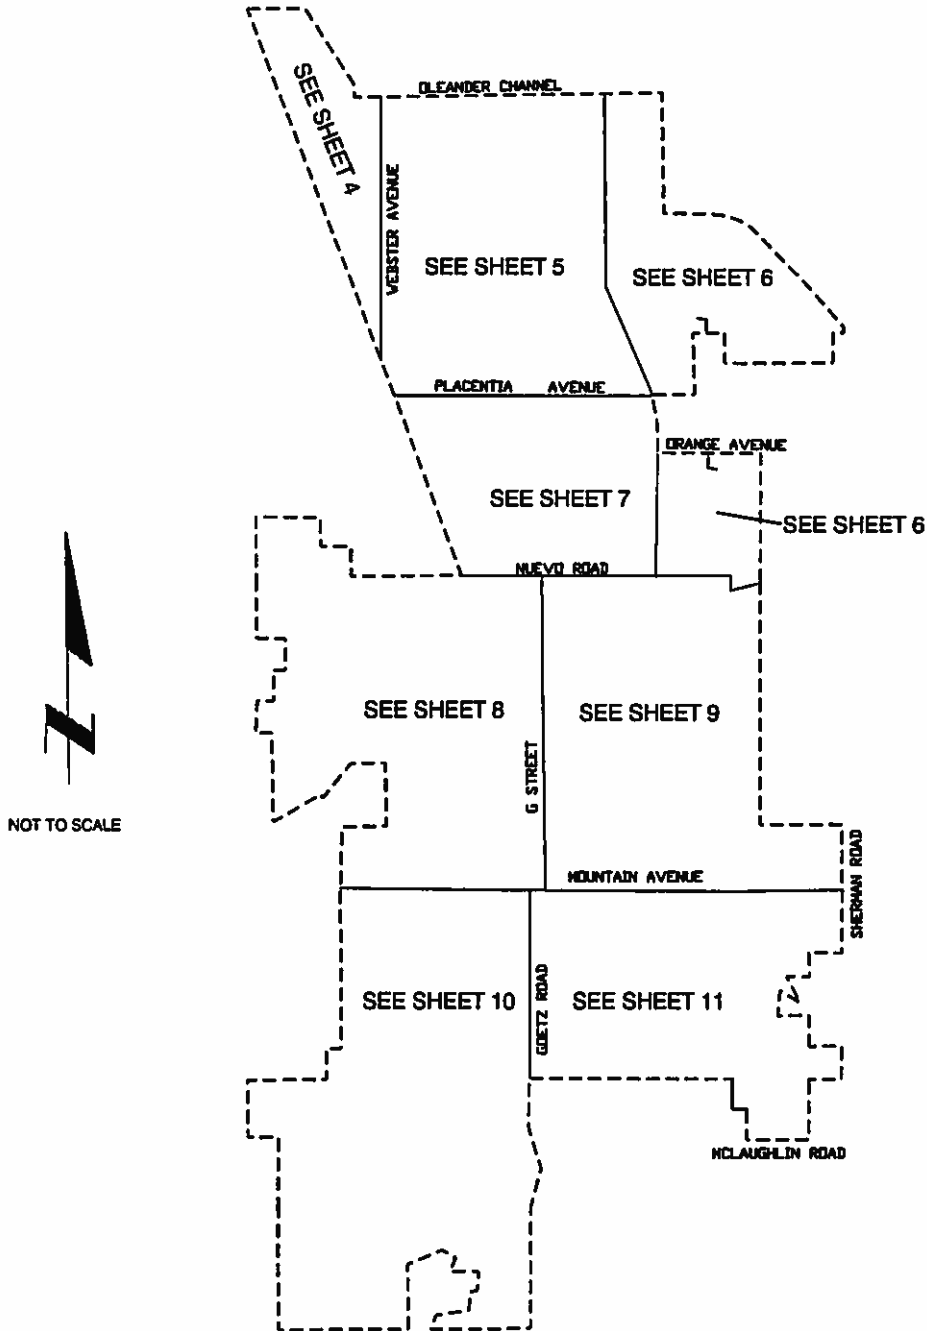 OLEANDER CHANNEL
SEE SHEET 4
WEBSTER AVENUE
SEE SHEET 5
SEE SHEET 6
PLACENTIA AVENUE
ORANGE AVENUE
SEE SHEET 7
SEE SHEET 6
NUEVO ROAD
SEE SHEET 8
SEE SHEET 9
G STREET
NOT TO SCALE
MOUNTAIN AVENUE
SHERMAN ROAD
SEE SHEET 10
GOETZ ROAD
SEE SHEET 11
MCLAUGHLIN ROAD
Z